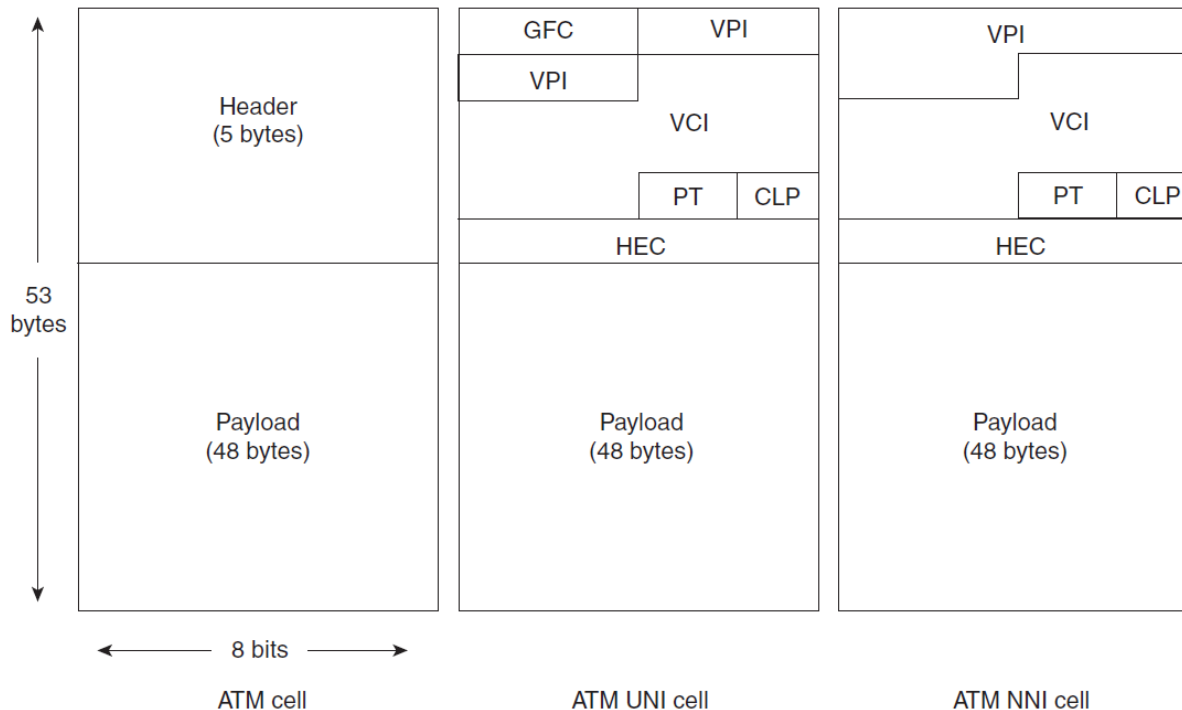 GFC
VPI
VPI
VPI
Header
(5 bytes)
VCI
VCI
PT
CLP
PT
CLP
HEC
HEC
53
bytes
Payload
(48 bytes)
Payload
(48 bytes)
Payload
(48 bytes)
8 bits
ATM cell
ATM UNI cell
ATM NNI cell